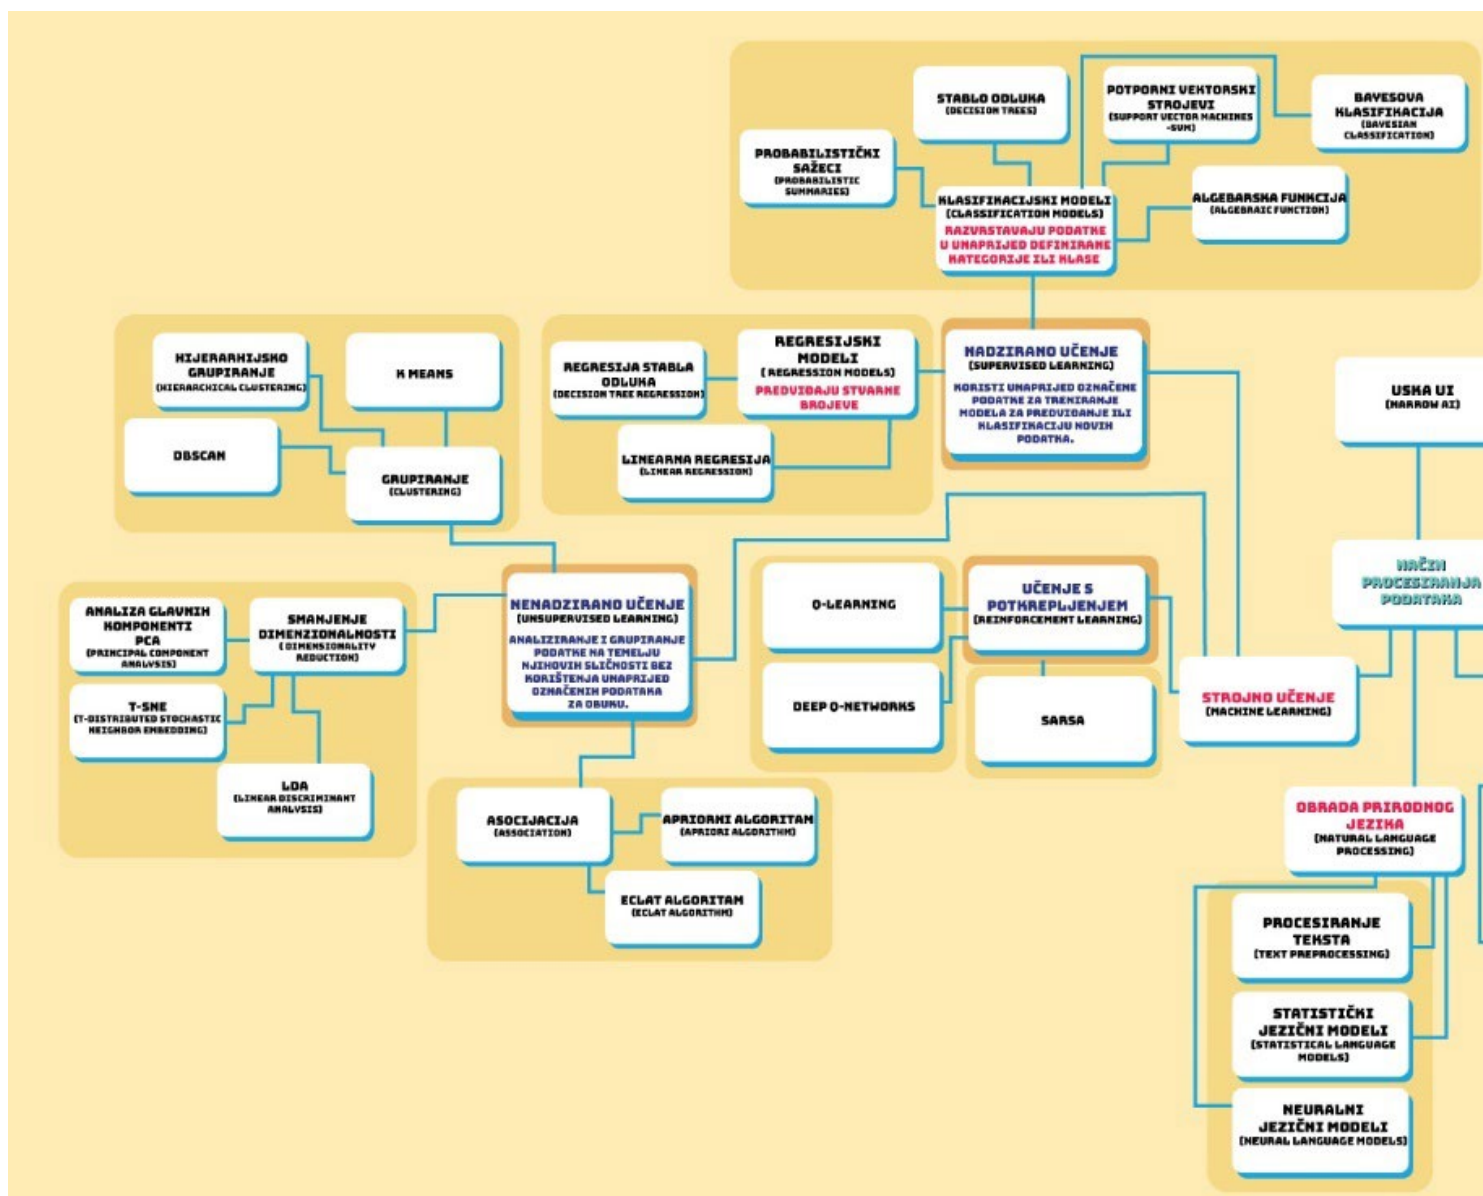 STABLO ODLUKA
(DECISION TREES)
POTPORNI VEKTORSKI
STROJEVI
(SUPPORT VECTOR MACHINES
-SVM)
BAYESOVA
KLASIFIKACIJA
(BAYESIAN
CLASSIFICATION)
PROBABILISTIČKI
SAŽECI
(PROBABILISTIC
SUMMARIES)
KLASIFIKACIJSKI MODELI
(CLASSIFICATION MODELS)
RAZVRSTAVAJU PODATKE
U UNAPRIJED DEFINIRANE
KATEGORIJE ILI KLASE
ALGEBARSKA FUNKCIJA
(ALGEBRAIC FUNCTION)
HIJERARHIJSKO
GRUPIRANJE
(HIERARCHICAL CLUSTERING)
K MEANS
DBSCAN
GRUPIRANJE
(CLUSTERING)
REGRESIJA STABLA
ODLUKA
(DECISION TREE REGRESSION)
REGRESIJSKI
MODELI
( REGRESSION MODELS)
PREDVIĐAJU STVARNE
BROJEVE
LINEARNA REGRESIJA
(LINEAR REGRESSION)
NADZIRANO UČENJE
(SUPERVISED LEARNING)
KORISTI UNAPRIJED OZNAČENE
PODATKE ZA TRENIRANJE
MODELA ZA PREDVIĐANJE ILI
KLASIFIKACIJU NOVIH
PODATKA.
USKA UI
(NARROW AI)
NAČIN
PROCESIRANJA
PODATAKA
ANALIZA GLAVNIH
KOMPONENTI
PCA
(PRINCIPAL COMPONENT
ANALYSIS)
SMANJENJE
DIMENZIONALNOSTI
( DIMENSIONALITY
REDUCTION)
T-SNE
(T-DISTRIBUTED STOCHASTIC
NEIGHBOR EMBEDDING)
LDA
(LINEAR DISCRIMINANT
ANALYSIS)
NENADZIRANO UČENJE
(UNSUPERVISED LEARNING)
ANALIZIRANJE I GRUPIRANJE
PODATKE NA TEMELJU
NJIHOVIH SLIČNOSTI BEZ
KORIŠTENJA UNAPRIJED
OZNAČENIH PODATAKA
ZA OBUKU.
Q-LEARNING
DEEP Q-NETWORKS
UČENJE S
POTKREPLJENJEM
(REINFORCEMENT LEARNING)
SARSA
STROJNO UČENJE
(MACHINE LEARNING)
ASOCIJACIJA
(ASSOCIATION)
APRIORNI ALGORITAM
(APRIORI ALGORITHM)
ECLAT ALGORITAM
(ECLAT ALGORITHM)
OBRADA PRIRODNOG
JEZIKA
(NATURAL LANGUAGE
PROCESSING)
PROCESIRANJE
TEKSTA
(TEXT PREPROCESSING)
STATISTIČKI
JEZIČNI MODELI
(STATISTICAL LANGUAGE
MODELS)
NEURALNI
JEZIČNI MODELI
(NEURAL LANGUAGE MODELS)